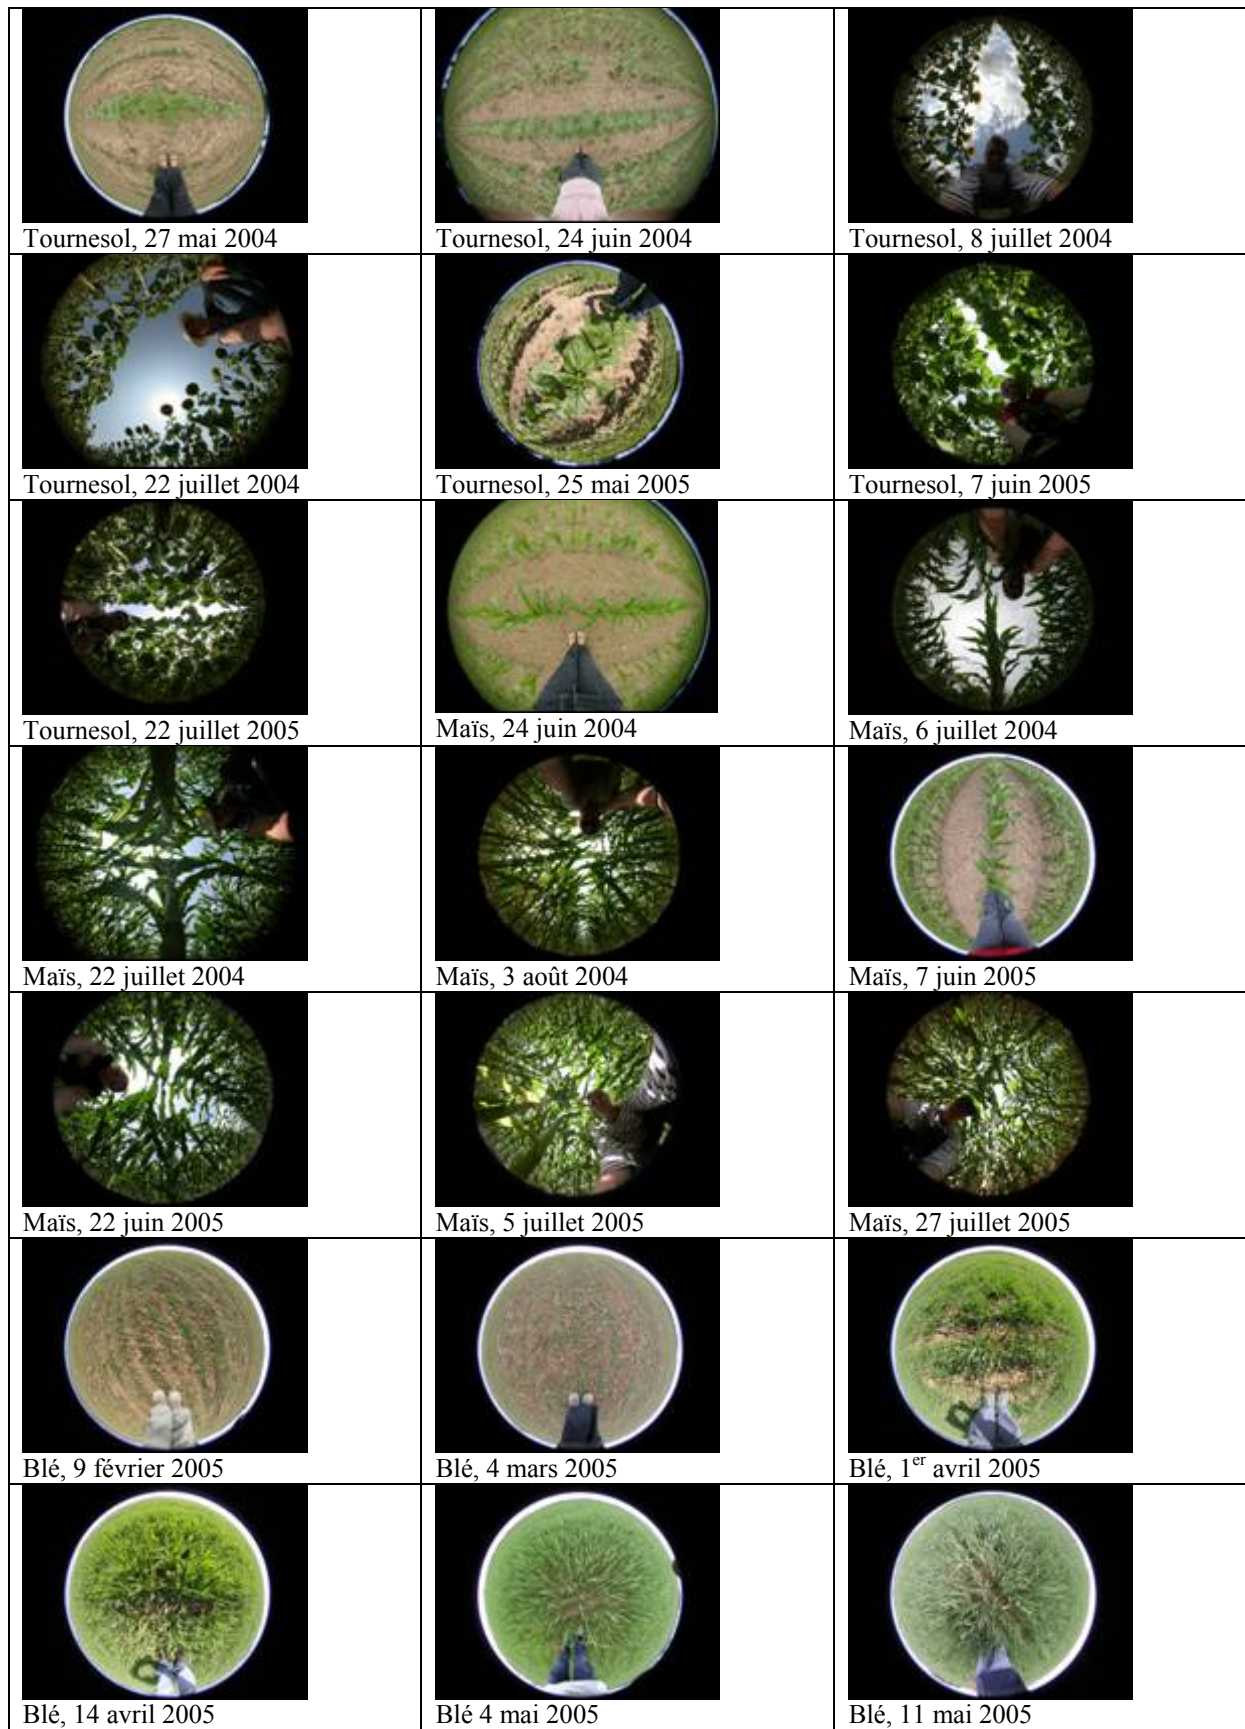 Tournesol, 27 mai 2004
Tournesol, 24 juin 2004
Tournesol, 8 juillet 2004
Tournesol, 22 juillet 2004
Tournesol, 25 mai 2005
Tournesol, 7 juin 2005
Tournesol, 22 juillet 2005
Maïs, 24 juin 2004
Maïs, 6 juillet 2004
Maïs, 22 juillet 2004
Maïs, 3 août 2004
Maïs, 7 juin 2005
Maïs, 22 juin 2005
Maïs, 5 juillet 2005
Maïs, 27 juillet 2005
Blé, 9 février 2005
Blé, 4 mars 2005
Blé, 1er avril 2005
Blé, 14 avril 2005
Blé 4 mai 2005
Blé, 11 mai 2005